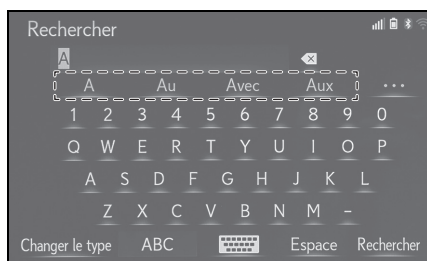 Rechercher
A
A Au Avec Aux ...
1 2 3 4 5 6 7 8 9 0
Q W E R T Y U I O P
A S D F G H J K L
Z X C V B N M -
Changer le type ABC Espace Rechercher